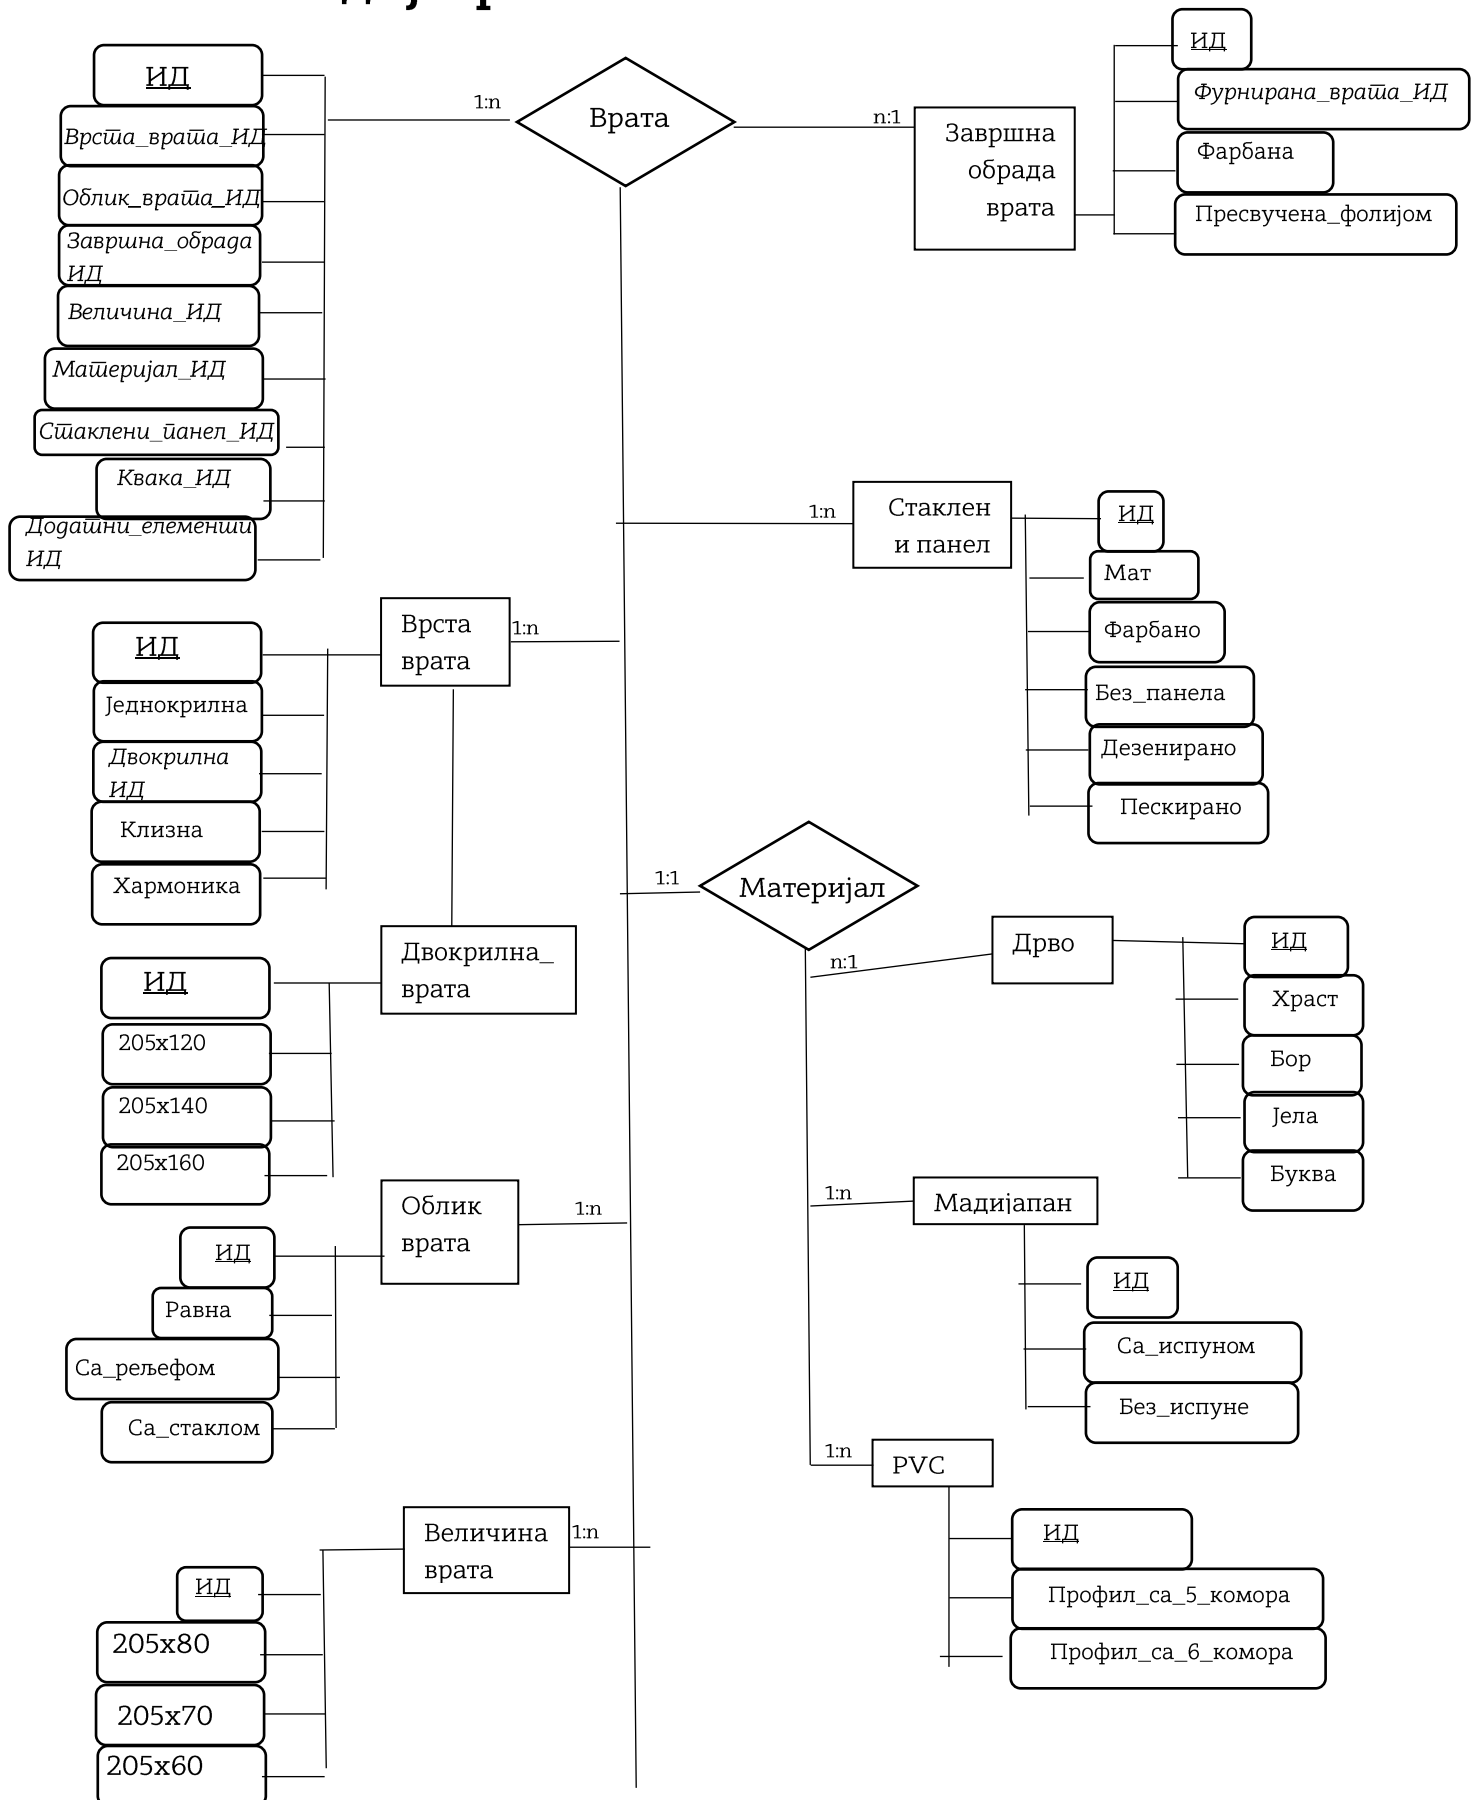 ИД
Врста_врата_ИД
Облик_врата_ИД
Завршна_обрада
ИД
Величина_ИД
Материјал_ИД
Стаклени_панел_ИД
Квака_ИД
Додатни_елементи
ИД
1:n
Врата
n:1
Завршна
обрада
врата
ИД
Фурнирана_врата_ИД
Фарбана
Пресвучена_фолијом
1:n
Стаклен
и панел
ИД
Мат
Фарбано
Без_панела
Дезенирано
Пескирано
Врста
врата
1:n
ИД
Једнокрилна
Двокрилна
ИД
Клизна
Хармоника
1:1
Материјал
n:1
Дрво
ИД
Храст
Бор
Јела
Буква
Двокрилна_
врата
ИД
205x120
205x140
205x160
Облик
врата
1:n
ИД
Равна
Са_рељефом
Са_стаклом
1:n
Мадијапан
ИД
Са_испуном
Без_испуне
1:n
PVC
ИД
Профил_са_5_комора
Профил_са_6_комора
Величина
врата
1:n
ИД
205x80
205x70
205x60